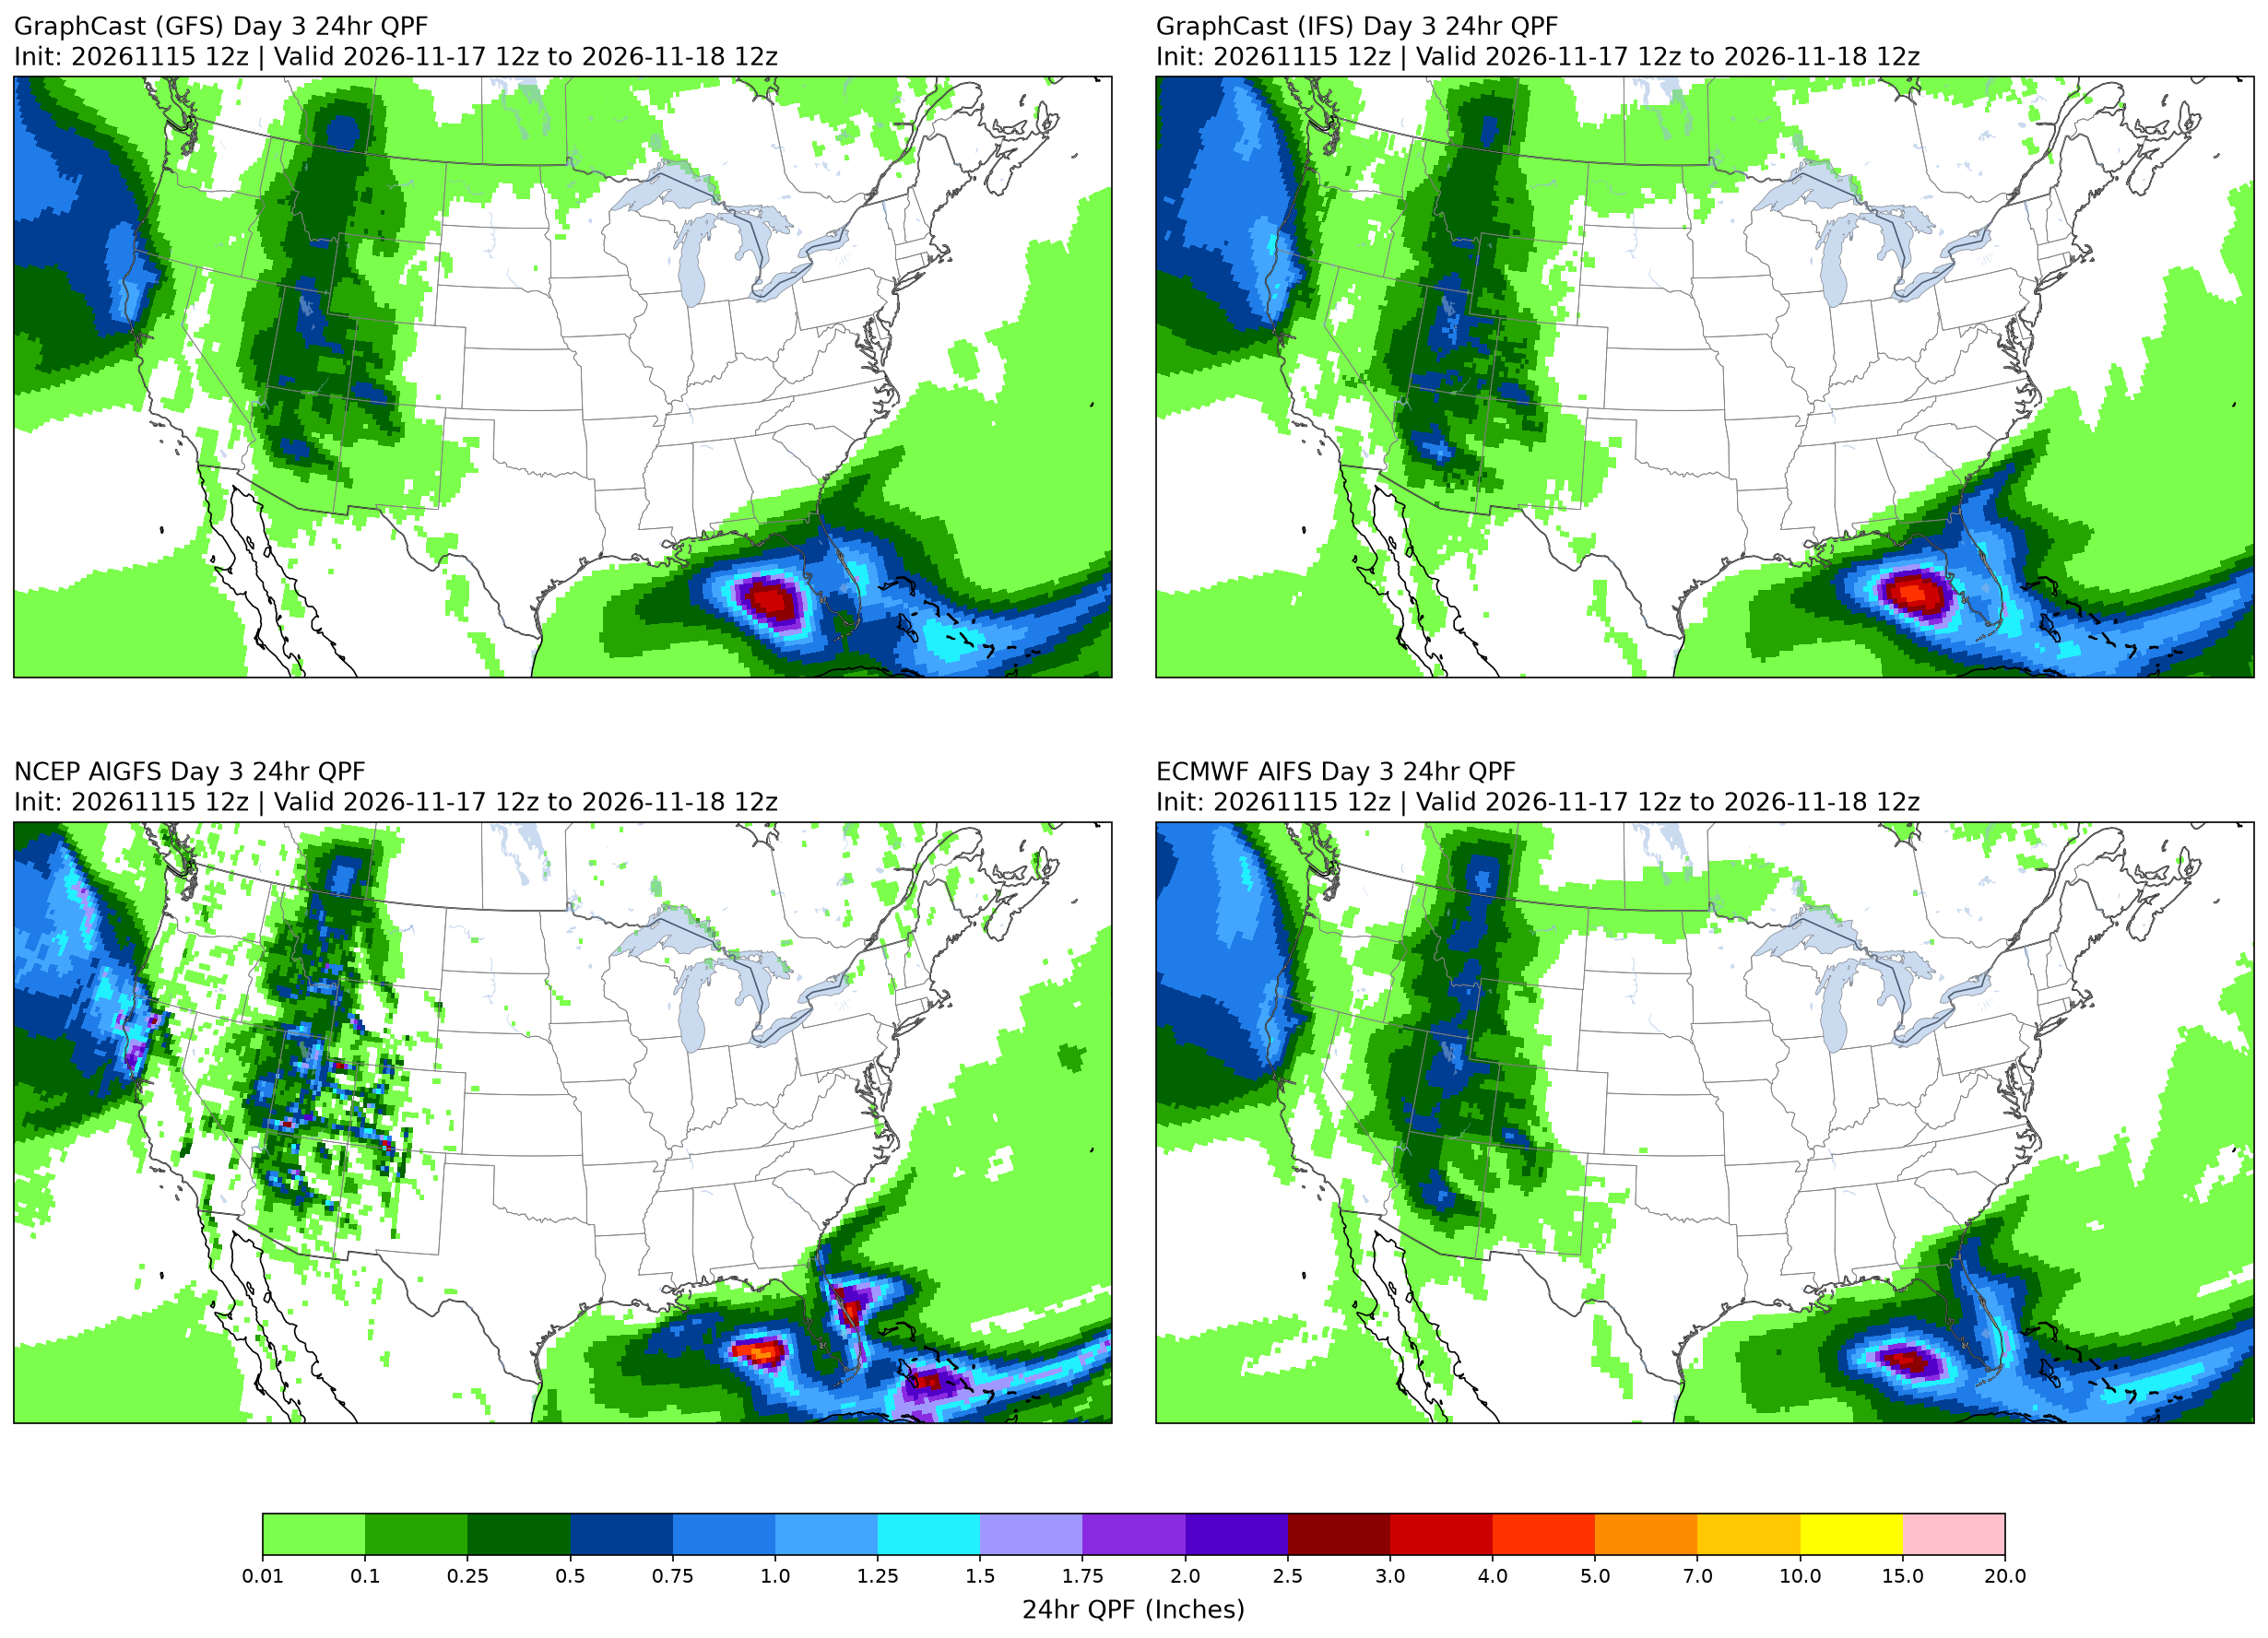 GraphCast (GFS) Day 3 24hr QPF
Init: 20261115 12z | Valid 2026-11-17 12z to 2026-11-18 12z
GraphCast (IFS) Day 3 24hr QPF
Init: 20261115 12z | Valid 2026-11-17 12z to 2026-11-18 12z
NCEP AIGFS Day 3 24hr QPF
Init: 20261115 12z | Valid 2026-11-17 12z to 2026-11-18 12z
ECMWF AIFS Day 3 24hr QPF
Init: 20261115 12z | Valid 2026-11-17 12z to 2026-11-18 12z
0.01 0.1 0.25 0.5 0.75 1.0 1.25 1.5 1.75 2.0 2.5 3.0 4.0 5.0 7.0 10.0 15.0 20.0
24hr QPF (Inches)